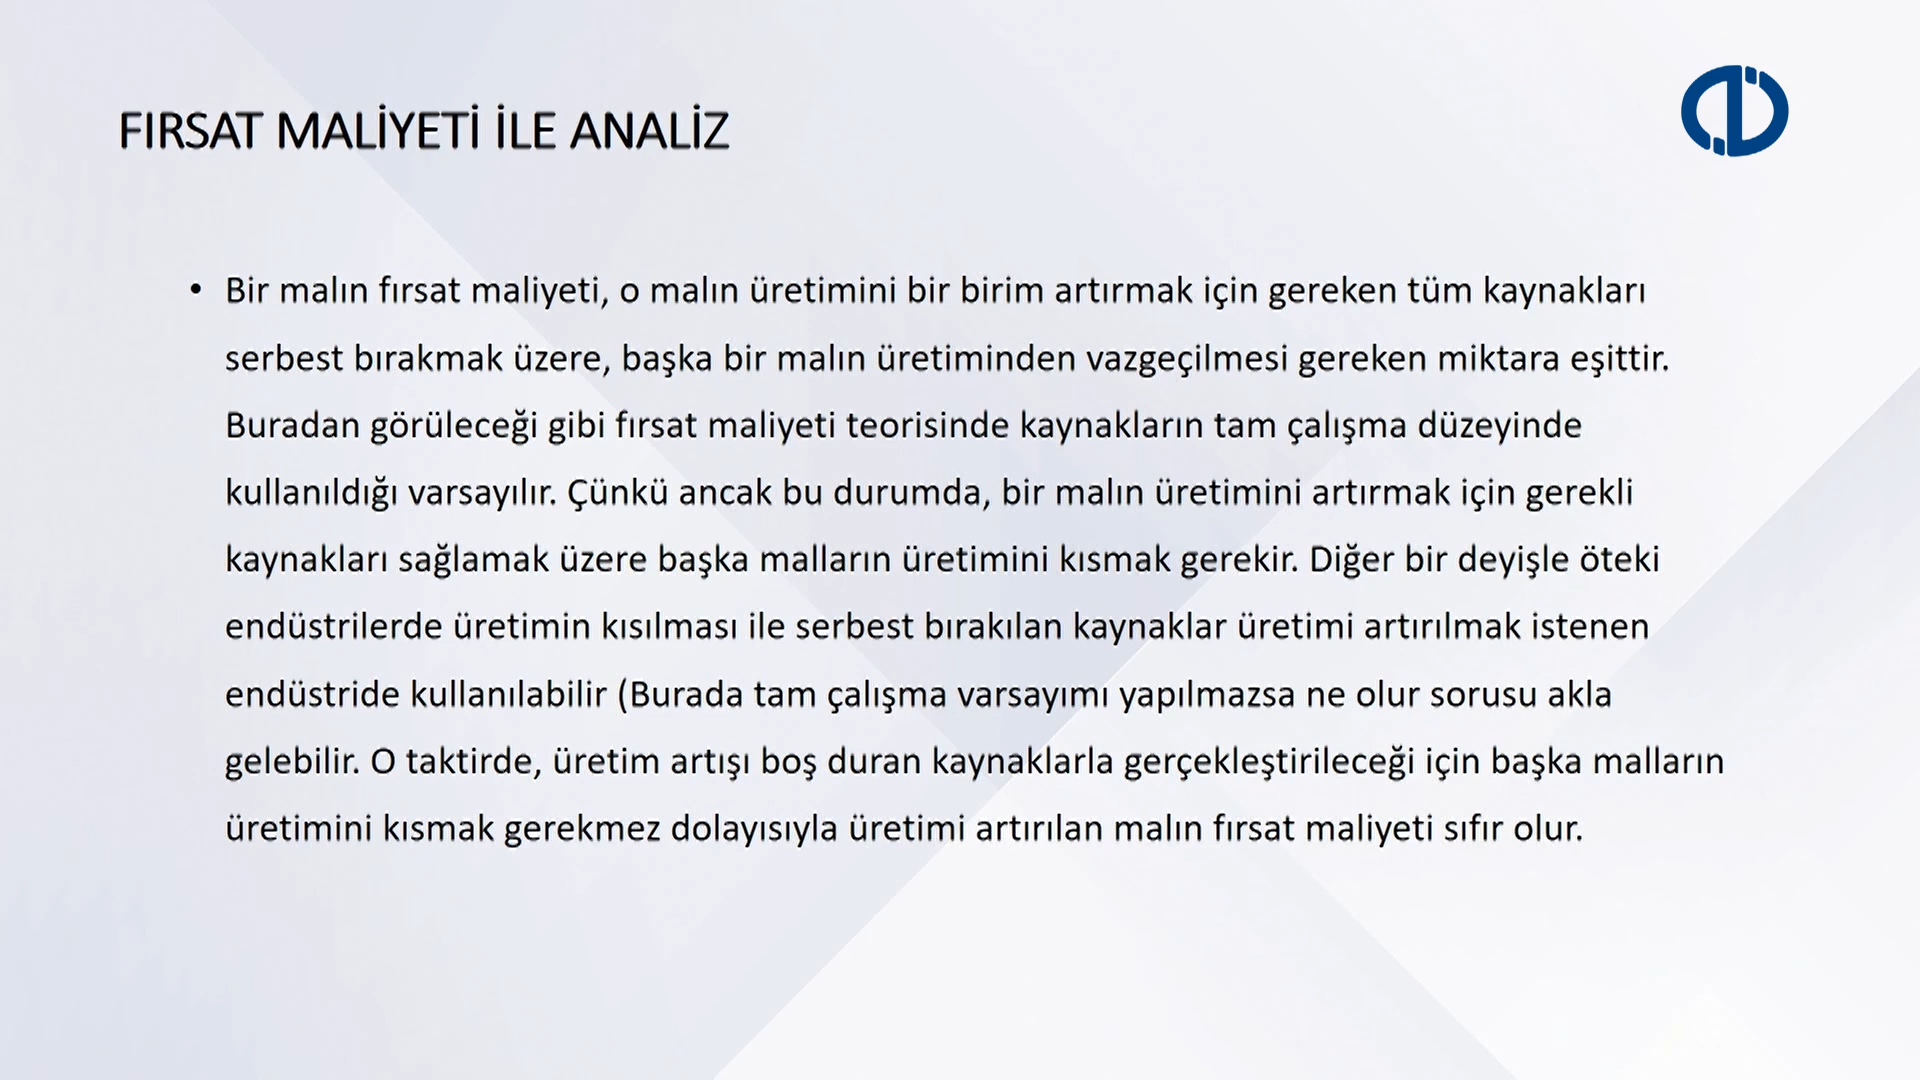 FIRSAT MALİYETİ İLE ANALİZ
• Bir malın fırsat maliyeti, o malın üretimini bir birim artırmak için gereken tüm kaynakları
serbest bırakmak üzere, başka bir malın üretiminden vazgeçilmesi gereken miktara eşittir.
Buradan görüleceği gibi fırsat maliyeti teorisinde kaynakların tam çalışma düzeyinde
kullanıldığı varsayılır. Çünkü ancak bu durumda, bir malın üretimini artırmak için gerekli
kaynakları sağlamak üzere başka malların üretimini kısmak gerekir. Diğer bir deyişle öteki
endüstrilerde üretimin kısılması ile serbest bırakılan kaynaklar üretimi artırılmak istenen
endüstride kullanılabilir (Burada tam çalışma varsayımı yapılmazsa ne olur sorusu akla
gelebilir. O taktirde, üretim artışı boş duran kaynaklarla gerçekleştirileceği için başka malların
üretimini kısmak gerekmez dolayısıyla üretimi artırılan malın fırsat maliyeti sıfır olur.